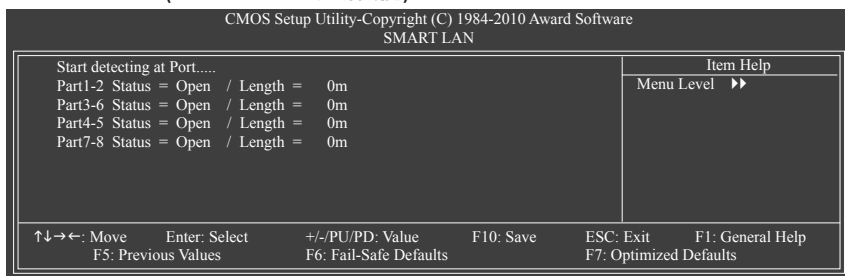 CMOS Setup Utility-Copyright (C) 1984-2010 Award Software
SMART LAN
Start detecting at Port.....
Part1-2 Status = Open / Length = 0m
Part3-6 Status = Open / Length = 0m
Part4-5 Status = Open / Length = 0m
Part7-8 Status = Open / Length = 0m
Item Help
Menu Level ▶▶
↑↓→←: Move Enter: Select +/-/PU/PD: Value F10: Save ESC: Exit F1: General Help
F5: Previous Values F6: Fail-Safe Defaults F7: Optimized Defaults